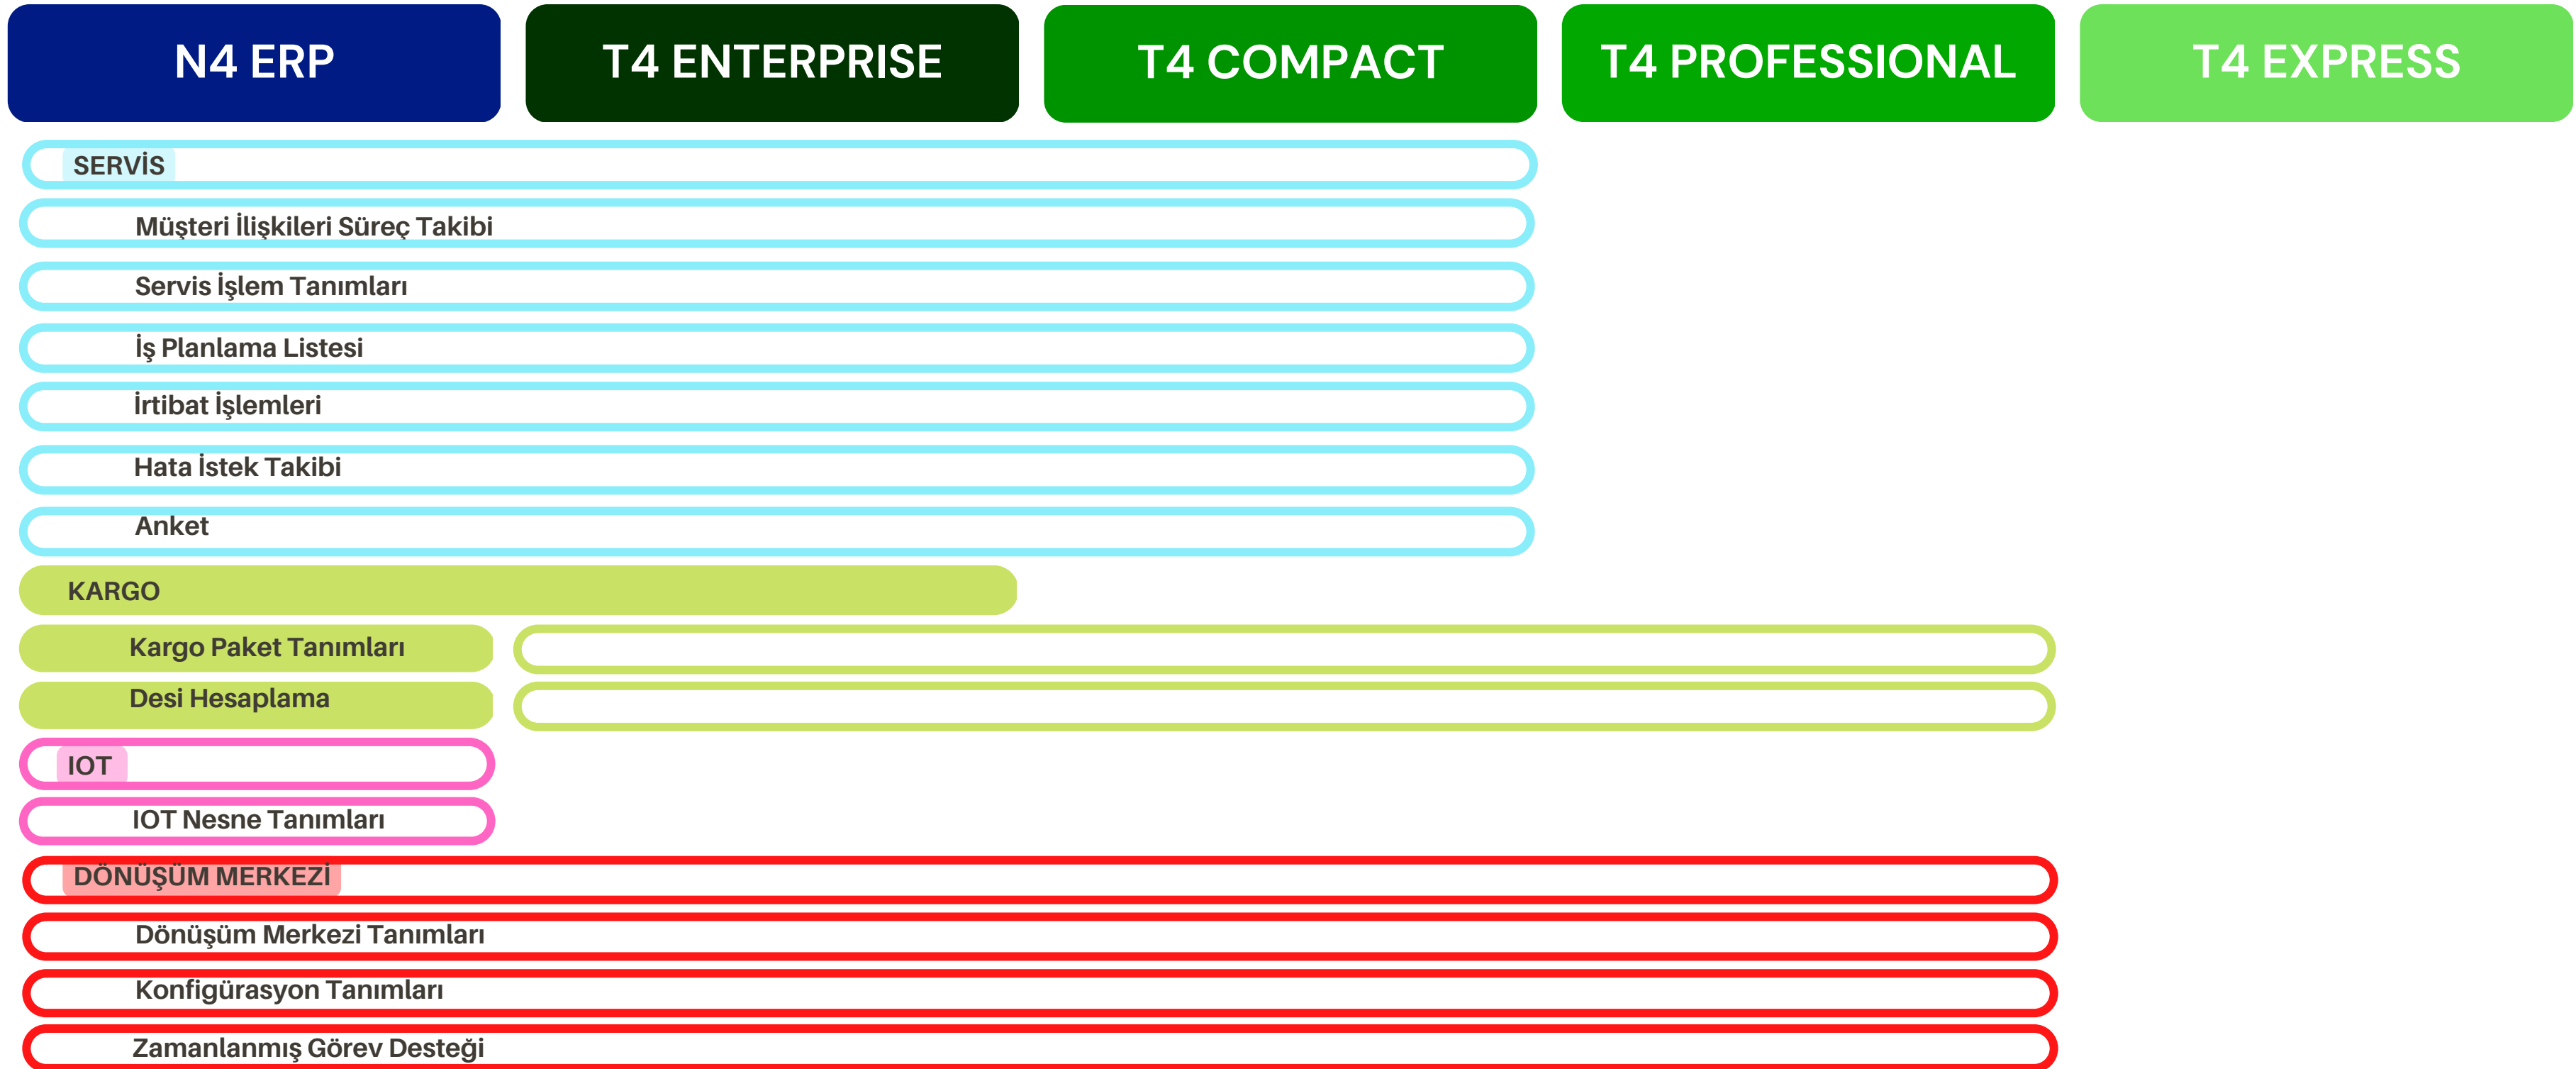 N4 ERP
T4 ENTERPRISE
T4 COMPACT
T4 PROFESSIONAL
T4 EXPRESS
SERVİS
Müşteri İlişkileri Süreç Takibi
Servis İşlem Tanımları
İş Planlama Listesi
İrtibat İşlemleri
Hata İstek Takibi
Anket
KARGO
Kargo Paket Tanımları
Desi Hesaplama
IOT
IOT Nesne Tanımları
DÖNÜŞÜM MERKEZİ
Dönüşüm Merkezi Tanımları
Konfigürasyon Tanımları
Zamanlanmış Görev Desteği